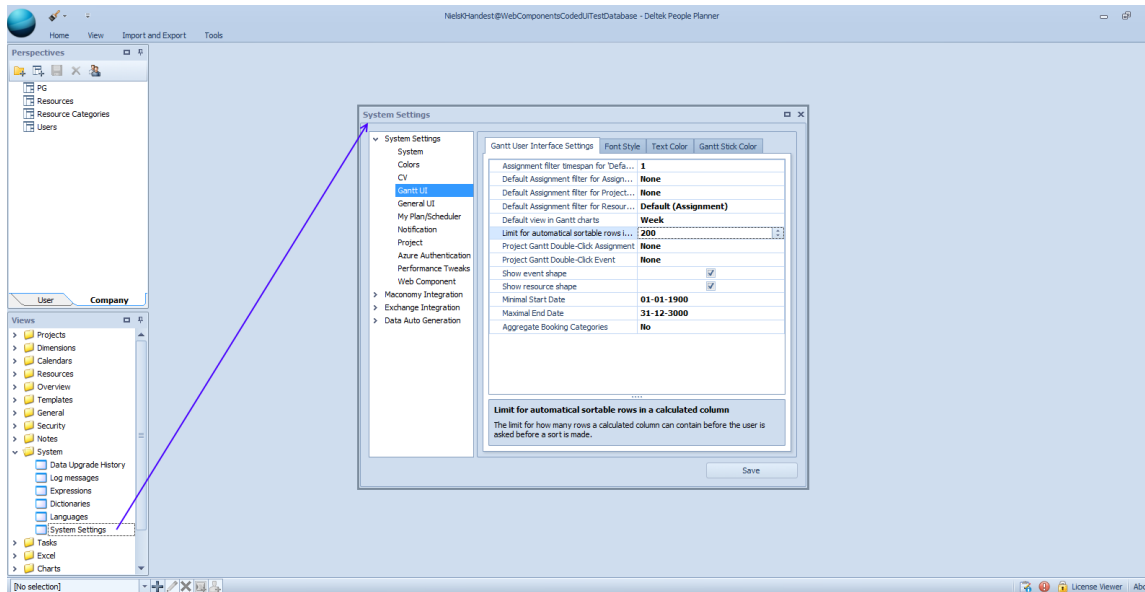 NielsKHandest@WebComponentsCodedUITestDatabase - Deltek People Planner
Home View Import and Export Tools
Perspectives
PG
Resources
Resource Categories
Users
User Company
Views
Projects
Dimensions
Calendars
Resources
Overview
Templates
General
Security
Notes
System
Data Upgrade History
Log messages
Expressions
Dictionaries
Languages
System Settings
Tasks
Excel
Charts
System Settings
System Settings
System
Colors
CV
Gantt UI
General UI
My Plan/Scheduler
Notification
Project
Azure Authentication
Performance Tweaks
Web Component
Maconomy Integration
Exchange Integration
Data Auto Generation
Gantt User Interface Settings Font Style Text Color Gantt Stick Color
Assignment filter timespan for 'Defa... 1
Default Assignment filter for Assign... None
Default Assignment filter for Project... None
Default Assignment filter for Resour... Default (Assignment)
Default view in Gantt charts Week
Limit for automatical sortable rows i... 200
Project Gantt Double-Click Assignment None
Project Gantt Double-Click Event None
Show event shape
Show resource shape
Minimal Start Date 01-01-1900
Maximal End Date 31-12-3000
Aggregate Booking Categories No
Limit for automatical sortable rows in a calculated column
The limit for how many rows a calculated column can contain before the user is
asked before a sort is made.
Save
[No selection] License Viewer Abo